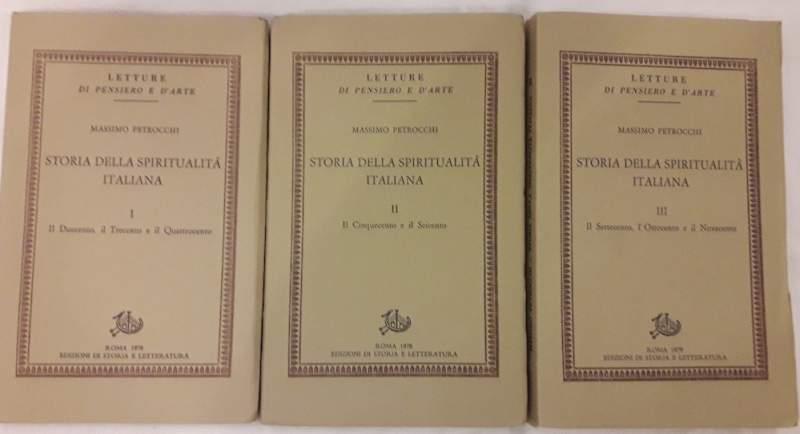 LETTURE
DI PENSIERO E D'ARTE
MASSIMO PETROCCHI
STORIA DELLA SPIRITUALITÀ
ITALIANA
I
Il Duecento, il Trecento e il Quattrocento
ROMA 1978
EDIZIONI DI STORIA E LETTERATURA
LETTURE
DI PENSIERO E D'ARTE
MASSIMO PETROCCHI
STORIA DELLA SPIRITUALITÀ
ITALIANA
II
Il Cinquecento e il Seicento
ROMA 1978
EDIZIONI DI STORIA E LETTERATURA
LETTURE
DI PENSIERO E D'ARTE
MASSIMO PETROCCHI
STORIA DELLA SPIRITUALITÀ
ITALIANA
III
Il Settecento, l'Ottocento e il Novecento
ROMA 1979
EDIZIONI DI STORIA E LETTERATURA